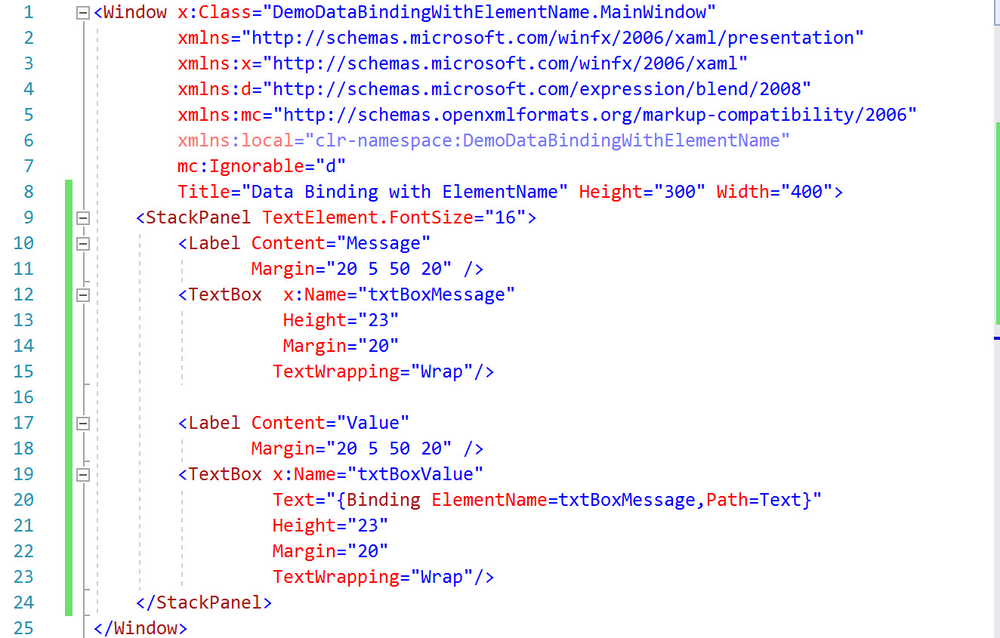 1 <Window x:Class="DemoDataBindingWithElementName.MainWindow"
2 xmlns="http://schemas.microsoft.com/winfx/2006/xaml/presentation"
3 xmlns:x="http://schemas.microsoft.com/winfx/2006/xaml"
4 xmlns:d="http://schemas.microsoft.com/expression/blend/2008"
5 xmlns:mc="http://schemas.openxmlformats.org/markup-compatibility/2006"
6 xmlns:local="clr-namespace:DemoDataBindingWithElementName"
7 mc:Ignorable="d"
8 Title="Data Binding with ElementName" Height="300" Width="400">
9 <StackPanel TextElement.FontSize="16">
10 <Label Content="Message"
11 Margin="20 5 50 20" />
12 <TextBox  x:Name="txtBoxMessage"
13 Height="23"
14 Margin="20"
15 TextWrapping="Wrap"/>
16
17 <Label Content="Value"
18 Margin="20 5 50 20" />
19 <TextBox x:Name="txtBoxValue"
20 Text="{Binding ElementName=txtBoxMessage,Path=Text}"
21 Height="23"
22 Margin="20"
23 TextWrapping="Wrap"/>
24 </StackPanel>
25 </Window>